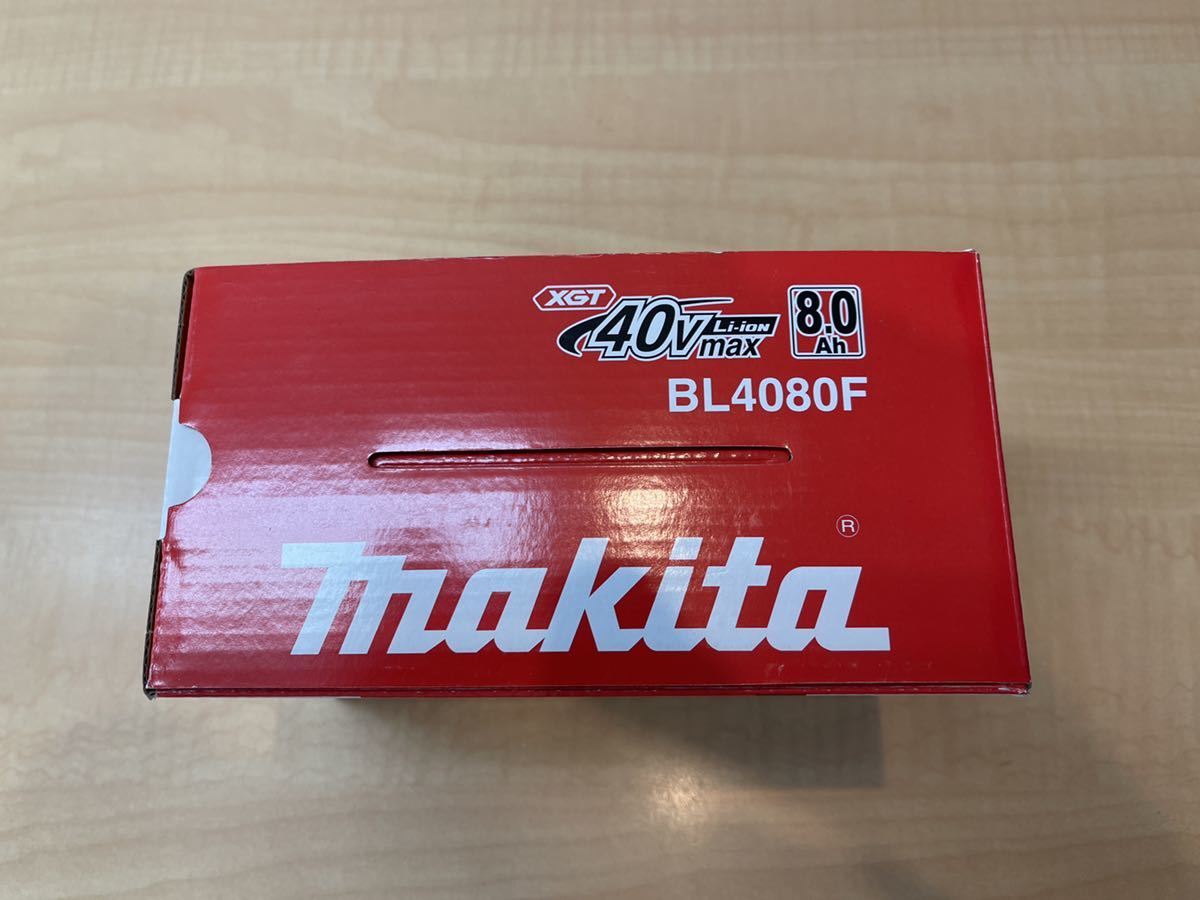 XGT
40Vmax Li-ion
8.0 Ah
BL4080F
makita®